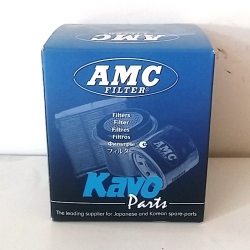 AMC
FILTER®
Filters
Filter
Filtres
Filtros
Фильтры
フィルター
AMC
Kavo
Parts
The leading supplier for Japanese and Korean spare-parts